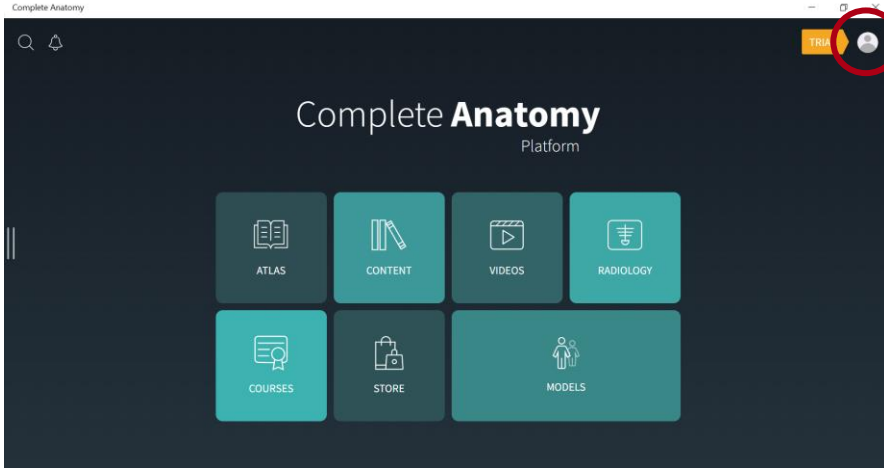 Complete Anatomy
TRIA
Complete Anatomy
Platform
ATLAS
CONTENT
VIDEOS
RADIOLOGY
COURSES
STORE
MODELS